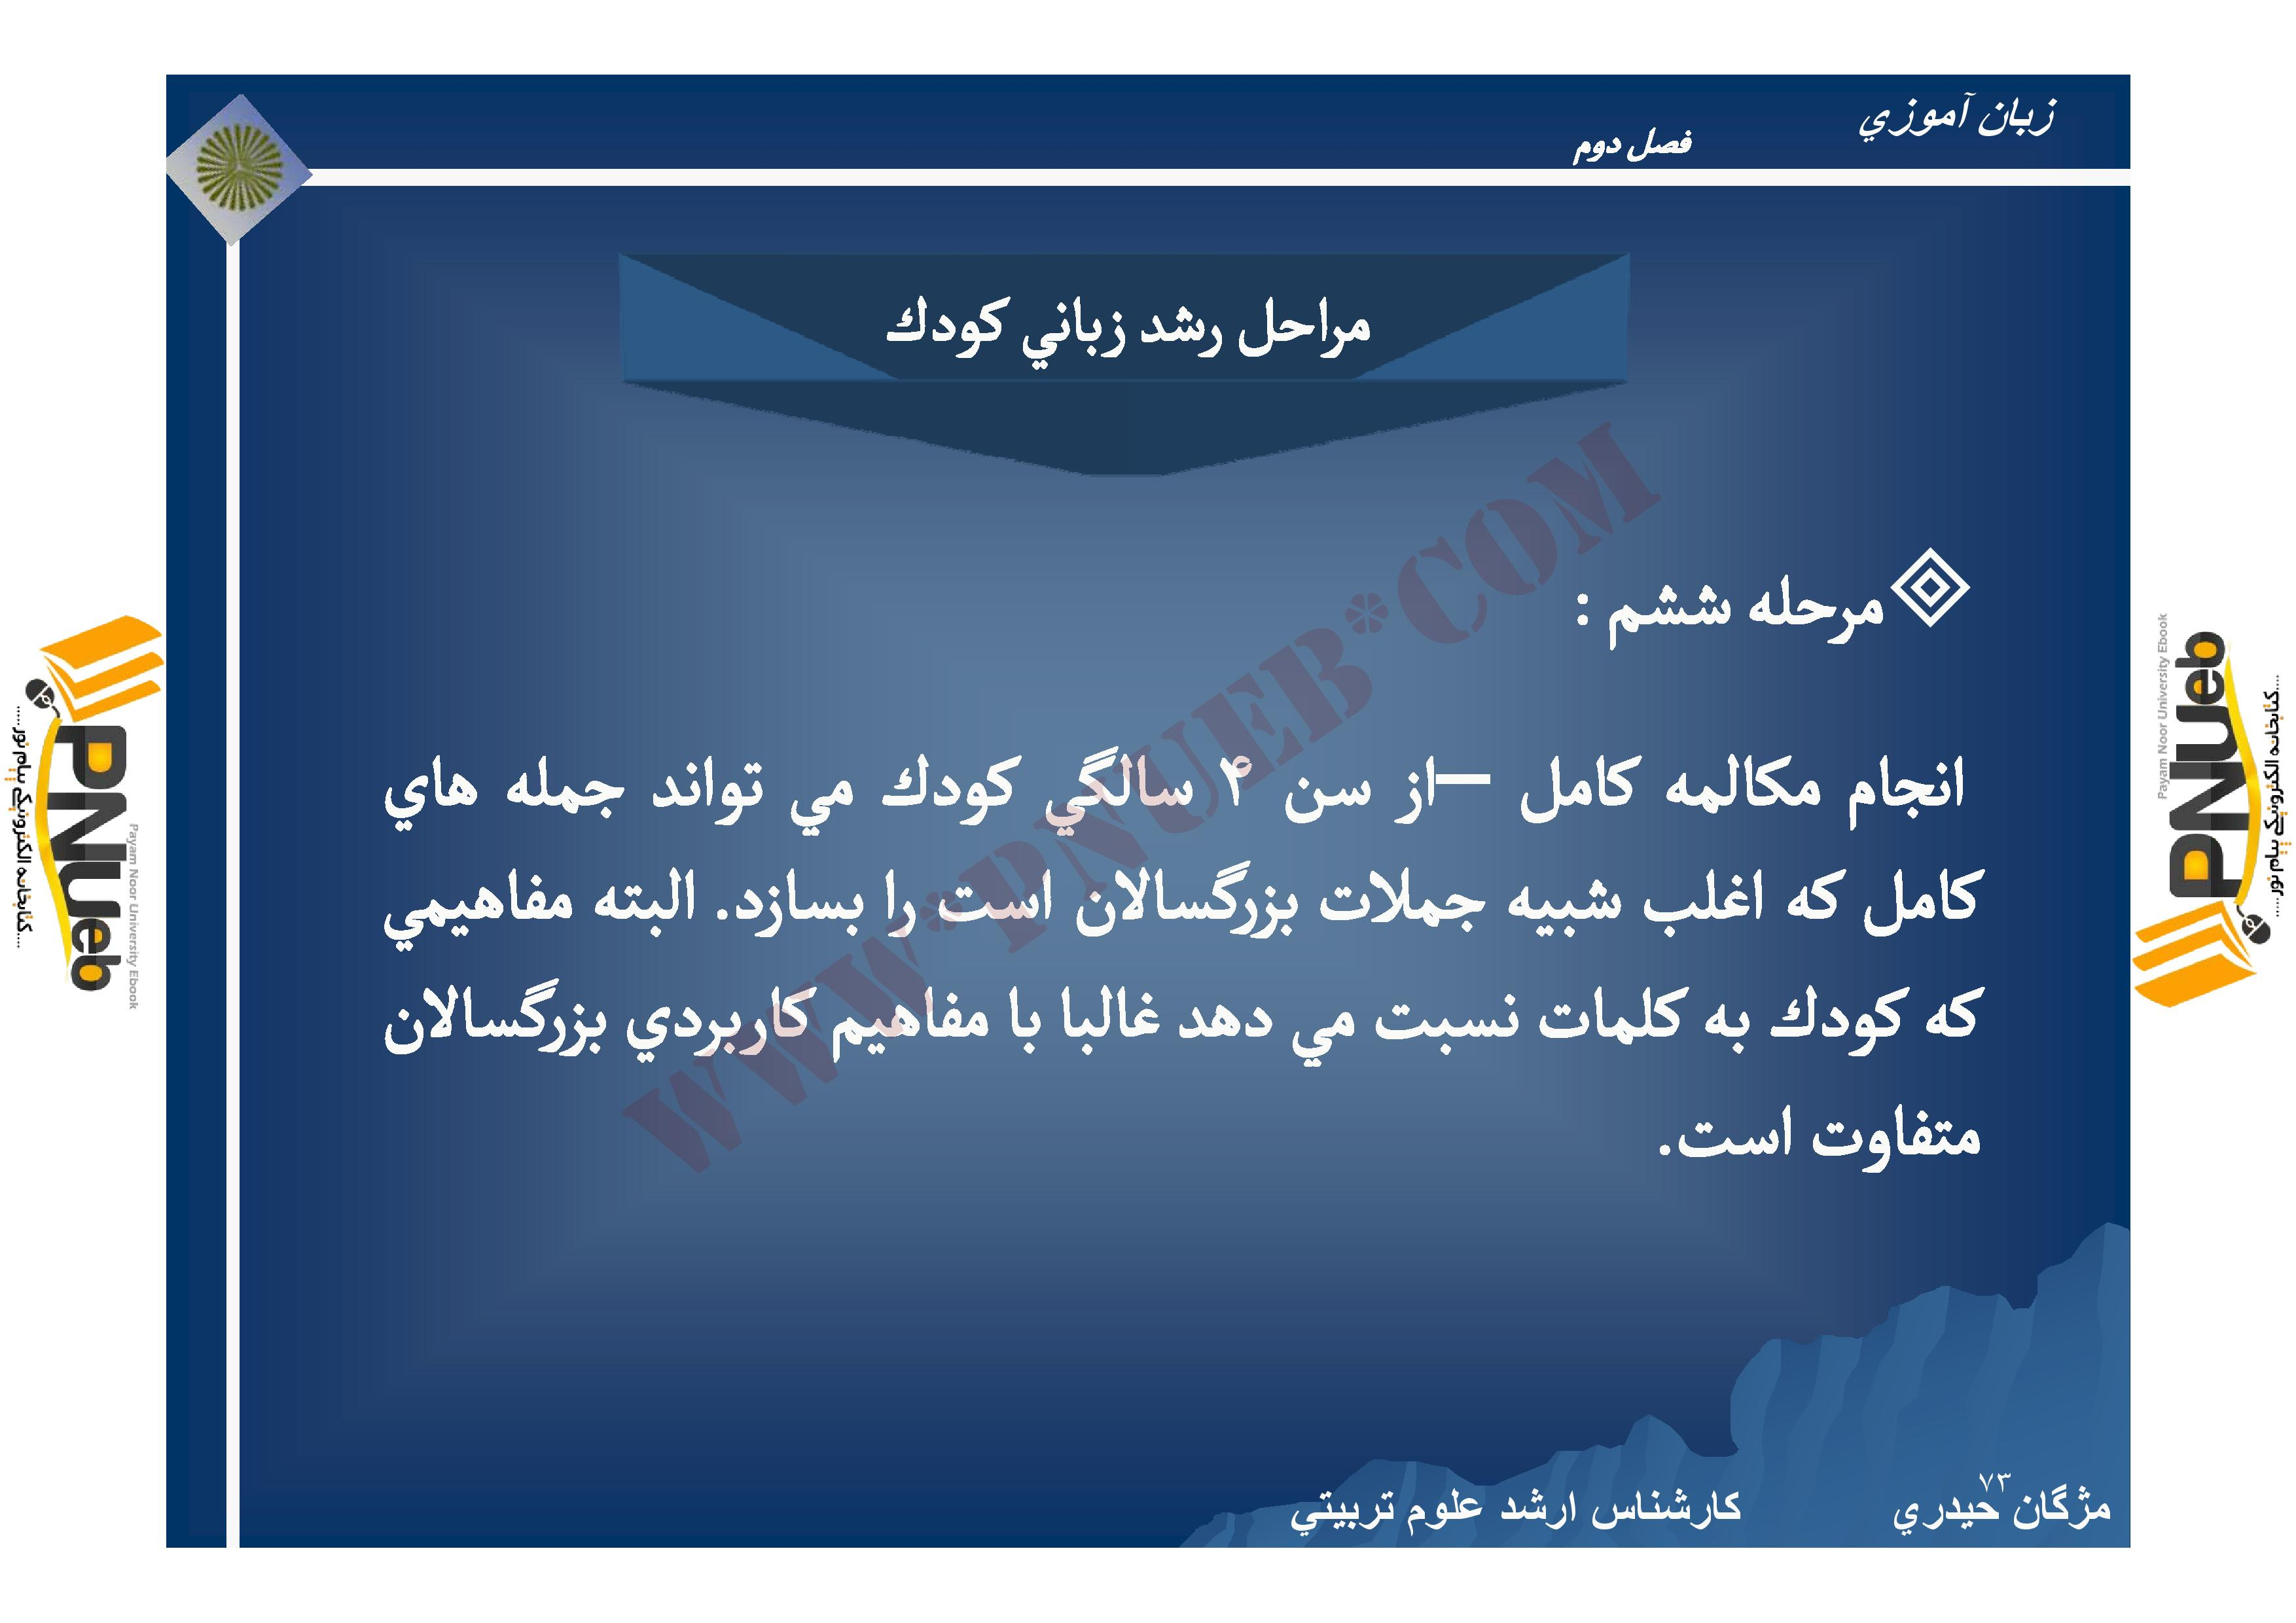 زبان آموزي
فصل دوم
مراحل رشد زباني كودك
مرحله ششم :
انجام مكالمه كامل –از سن ۴ سالگي كودك مي تواند جمله هاي
كامل كه اغلب شبيه جملات بزرگسالان است را بسازد. البته مفاهيمي
كه كودك به كلمات نسبت مي دهد غالبا با مفاهيم كاربردي بزرگسالان
متفاوت است.
WWW*PNUEB*COM
۷۳
مژگان حيدري
كارشناس ارشد علوم تربيتي
PNUeb
Payam Noor University Ebook
....كتابخانه الكترونيكي پيام نور....
PNUeb
Payam Noor University Ebook
....كتابخانه الكترونيكي پيام نور....